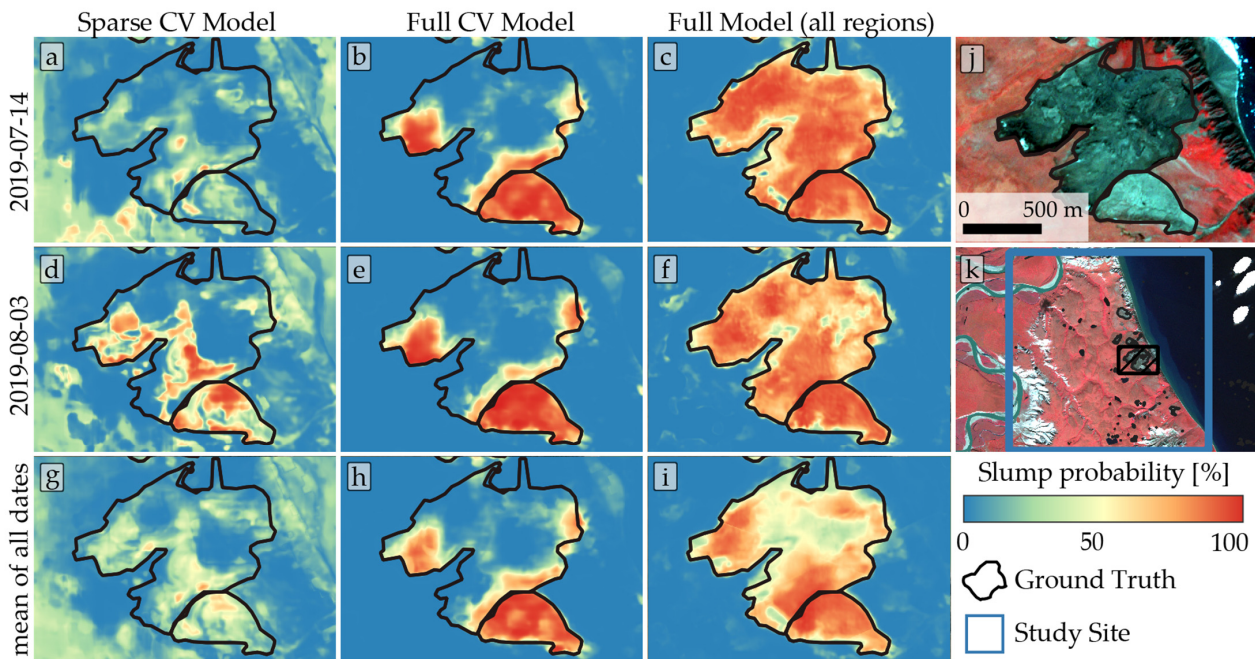 Sparse CV Model
Full CV Model
Full Model (all regions)
2019-07-14
a
b
c
j
0 500 m
2019-08-03
d
e
f
k
mean of all dates
g
h
i
Slump probability [%]
0 50 100
Ground Truth
Study Site